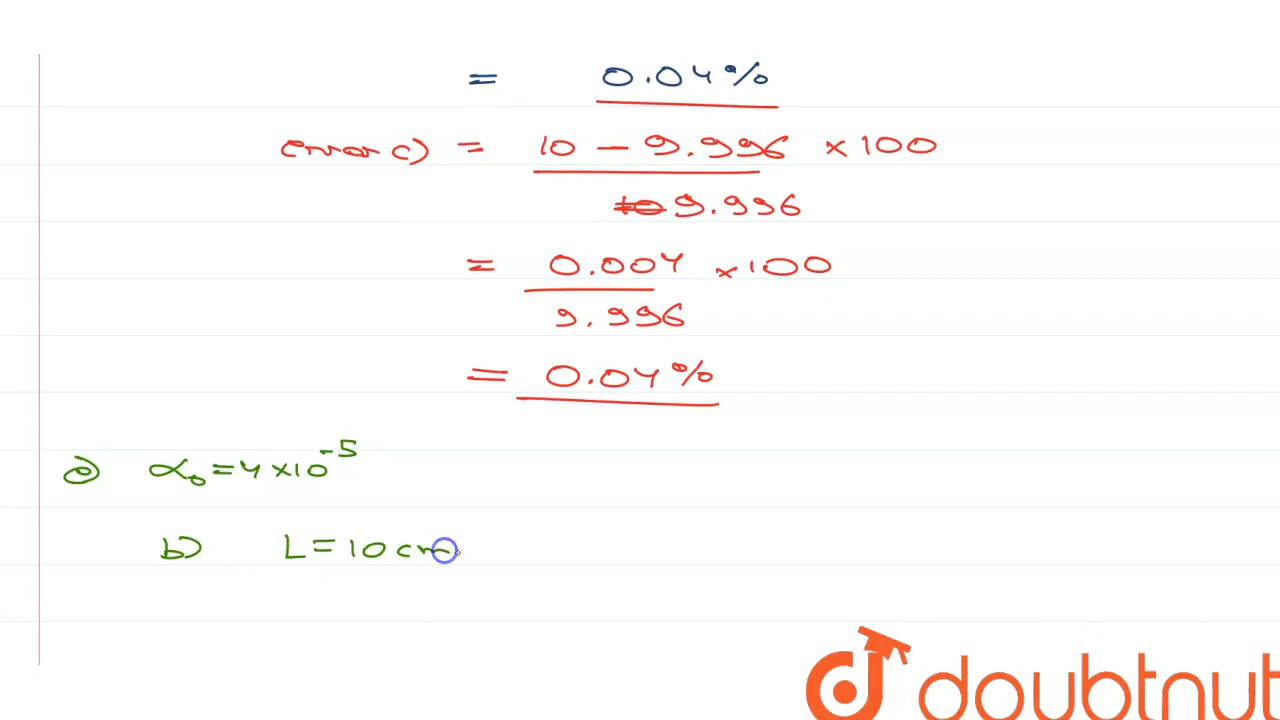 = 0.04%
error c) = 10 - 9.996 × 100
10 9.996
= 0.004 × 100
9.996
= 0.04%
a) α₀ = 4 × 10⁻⁵
b) L = 10 cm
doubtnut